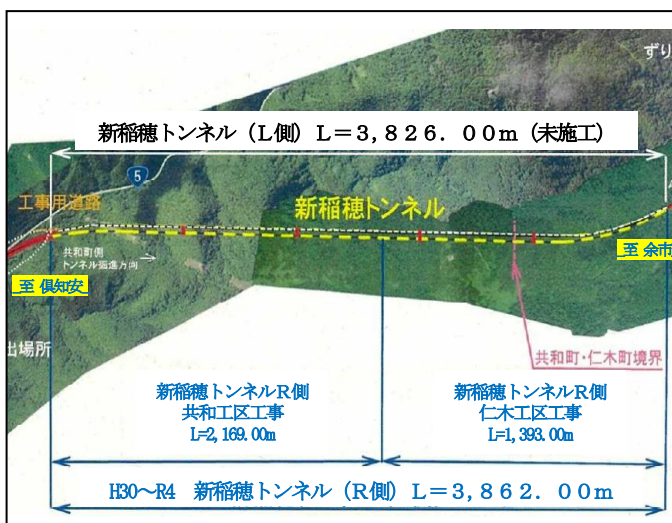 ずり
新稲穂トンネル（Ｌ側）Ｌ＝３,８２６．００ｍ（未施工）
5
工事用道路
新稲穂トンネル
共和町側
トンネル掘進方向
至 倶知安
至 余市
出場所
共和町・仁木町境界
新稲穂トンネルＲ側
共和工区工事
L=2,169.00m
新稲穂トンネルＲ側
仁木工区工事
L=1,393.00m
H30～R4　新稲穂トンネル（Ｒ側）Ｌ＝３,８６２．００ｍ